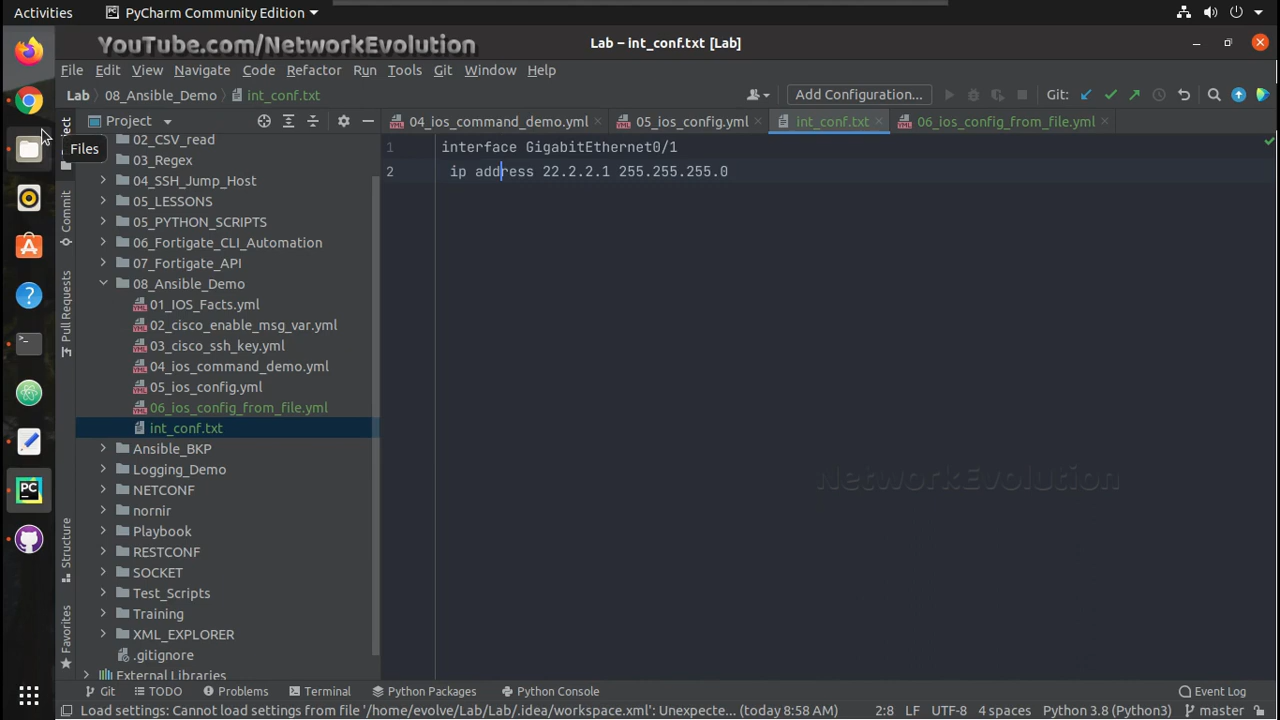 Activities PyCharm Community Edition
YouTube.com/NetworkEvolution
Lab – int_conf.txt [Lab]
File Edit View Navigate Code Refactor Run Tools Git Window Help
Lab 08_Ansible_Demo int_conf.txt Add Configuration... Git:
Project 04_ios_command_demo.yml 05_ios_config.yml int_conf.txt 06_ios_config_from_file.yml
Files
Commit
Pull Requests
Structure
Favorites
02_CSV_read
03_Regex
04_SSH_Jump_Host
05_LESSONS
05_PYTHON_SCRIPTS
06_Fortigate_CLI_Automation
07_Fortigate_API
08_Ansible_Demo
01_IOS_Facts.yml
02_cisco_enable_msg_var.yml
03_cisco_ssh_key.yml
04_ios_command_demo.yml
05_ios_config.yml
06_ios_config_from_file.yml
int_conf.txt
Ansible_BKP
Logging_Demo
NETCONF
nornir
Playbook
RESTCONF
SOCKET
Test_Scripts
Training
XML_EXPLORER
.gitignore
External Libraries
1 interface GigabitEthernet0/1
2 ip address 22.2.2.1 255.255.255.0
NetworkEvolution
Git TODO Problems Terminal Python Packages Python Console Event Log
Load settings: Cannot load settings from file '/home/evolve/Lab/Lab/.idea/workspace.xml': Unexpecte... (today 8:58 AM) 2:8 LF UTF-8 4 spaces Python 3.8 (Python3) master